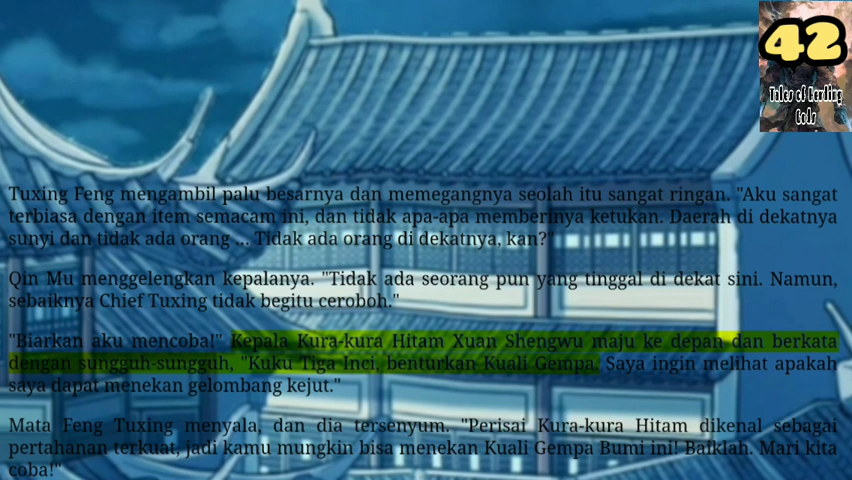 42
Tales of Herding
Gods
Tuxing Feng mengambil palu besarnya dan memegangnya seolah itu sangat ringan. "Aku sangat
terbiasa dengan item semacam ini, dan tidak apa-apa memberinya ketukan. Daerah di dekatnya
sunyi dan tidak ada orang ... Tidak ada orang di dekatnya, kan?"
Qin Mu menggelengkan kepalanya. "Tidak ada seorang pun yang tinggal di dekat sini. Namun,
sebaiknya Chief Tuxing tidak begitu ceroboh."
"Biarkan aku mencoba!" Kepala Kura-kura Hitam Xuan Shengwu maju ke depan dan berkata
dengan sungguh-sungguh, "Kuku Tiga Inci, benturkan Kuali Gempa. Saya ingin melihat apakah
saya dapat menekan gelombang kejut."
Mata Feng Tuxing menyala, dan dia tersenyum. "Perisai Kura-kura Hitam dikenal sebagai
pertahanan terkuat, jadi kamu mungkin bisa menekan Kuali Gempa Bumi ini! Baiklah. Mari kita
coba!"